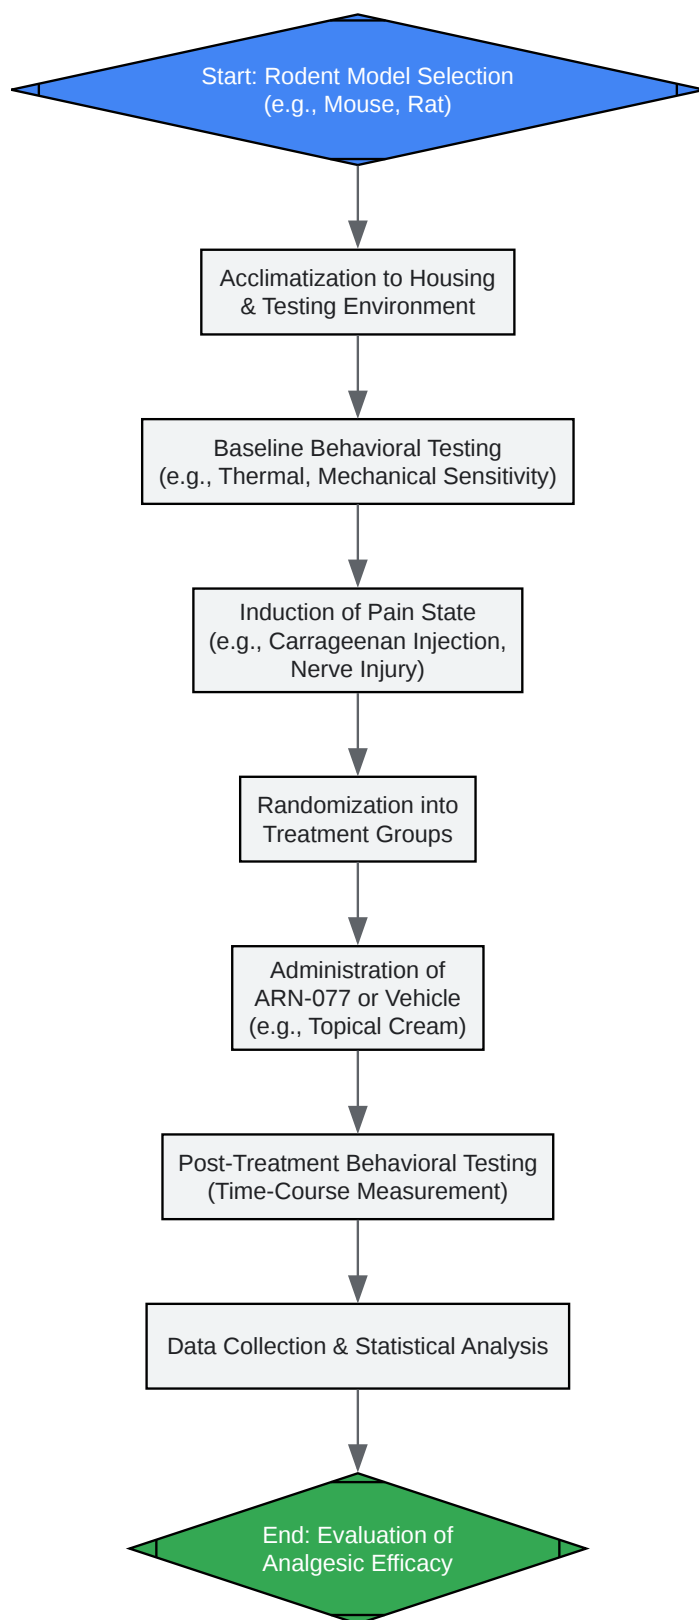 Start: Rodent Model Selection
(e.g., Mouse, Rat)
Acclimatization to Housing
& Testing Environment
Baseline Behavioral Testing
(e.g., Thermal, Mechanical Sensitivity)
Induction of Pain State
(e.g., Carrageenan Injection,
Nerve Injury)
Randomization into
Treatment Groups
Administration of
ARN-077 or Vehicle
(e.g., Topical Cream)
Post-Treatment Behavioral Testing
(Time-Course Measurement)
Data Collection & Statistical Analysis
End: Evaluation of
Analgesic Efficacy